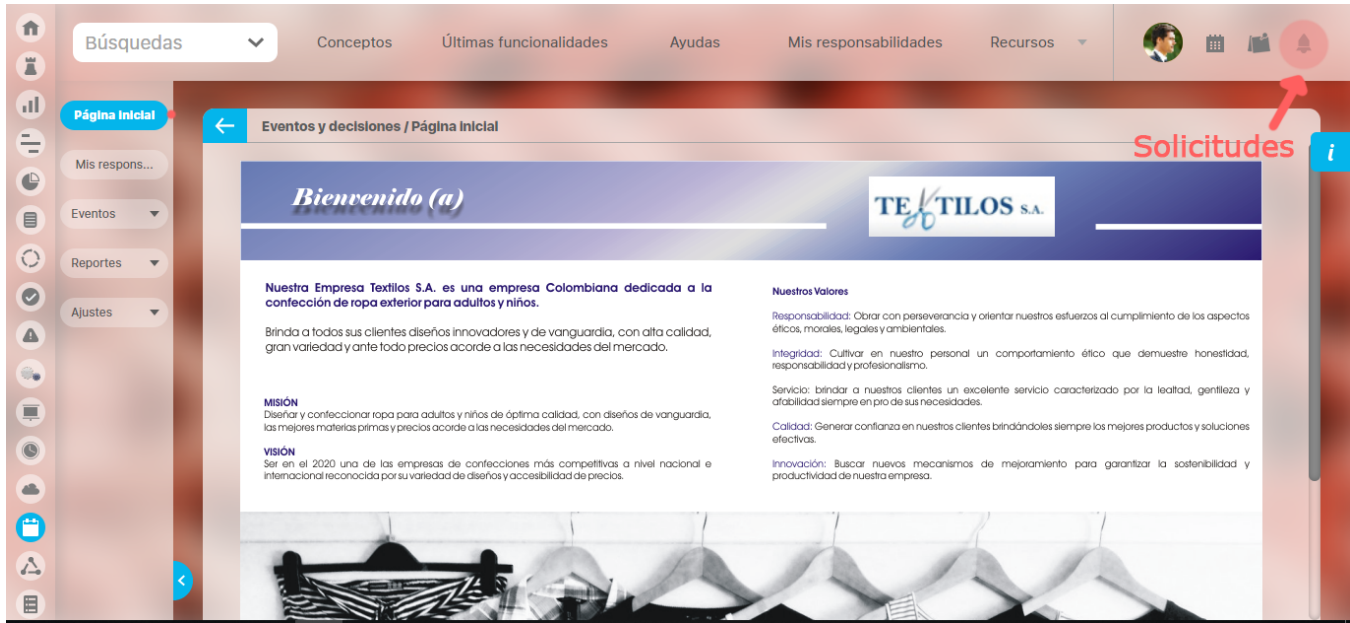 Búsquedas
Conceptos
Últimas funcionalidades
Ayudas
Mis responsabilidades
Recursos
Página Inicial
Mis respons...
Eventos
Reportes
Ajustes
Eventos y decisiones / Página Inicial
Solicitudes
i
Bienvenido (a)
TEXTILOS S.A.
Nuestra Empresa Textilos S.A. es una empresa Colombiana dedicada a la
confección de ropa exterior para adultos y niños.
Brinda a todos sus clientes diseños innovadores y de vanguardia, con alta calidad,
gran variedad y ante todo precios acorde a las necesidades del mercado.
MISIÓN
Diseñar y confeccionar ropa para adultos y niños de óptima calidad, con diseños de vanguardia,
las mejores materias primas y precios acorde a las necesidades del mercado.
VISIÓN
Ser en el 2020 una de las empresas de confecciones más competitivas a nivel nacional e
internacional reconocida por su variedad de diseños y accesibilidad de precios.
Nuestros Valores
Responsabilidad: Obrar con perseverancia y orientar nuestros esfuerzos al cumplimiento de los aspectos
éticos, morales, legales y ambientales.
Integridad: Cultivar en nuestro personal un comportamiento ético que demuestre honestidad,
responsabilidad y profesionalismo.
Servicio: brindar a nuestros clientes un excelente servicio caracterizado por la lealtad, gentileza y
afabilidad siempre en pro de sus necesidades.
Calidad: Generar confianza en nuestros clientes brindándoles siempre los mejores productos y soluciones
efectivas.
Innovación: Buscar nuevos mecanismos de mejoramiento para garantizar la sostenibilidad y
productividad de nuestra empresa.